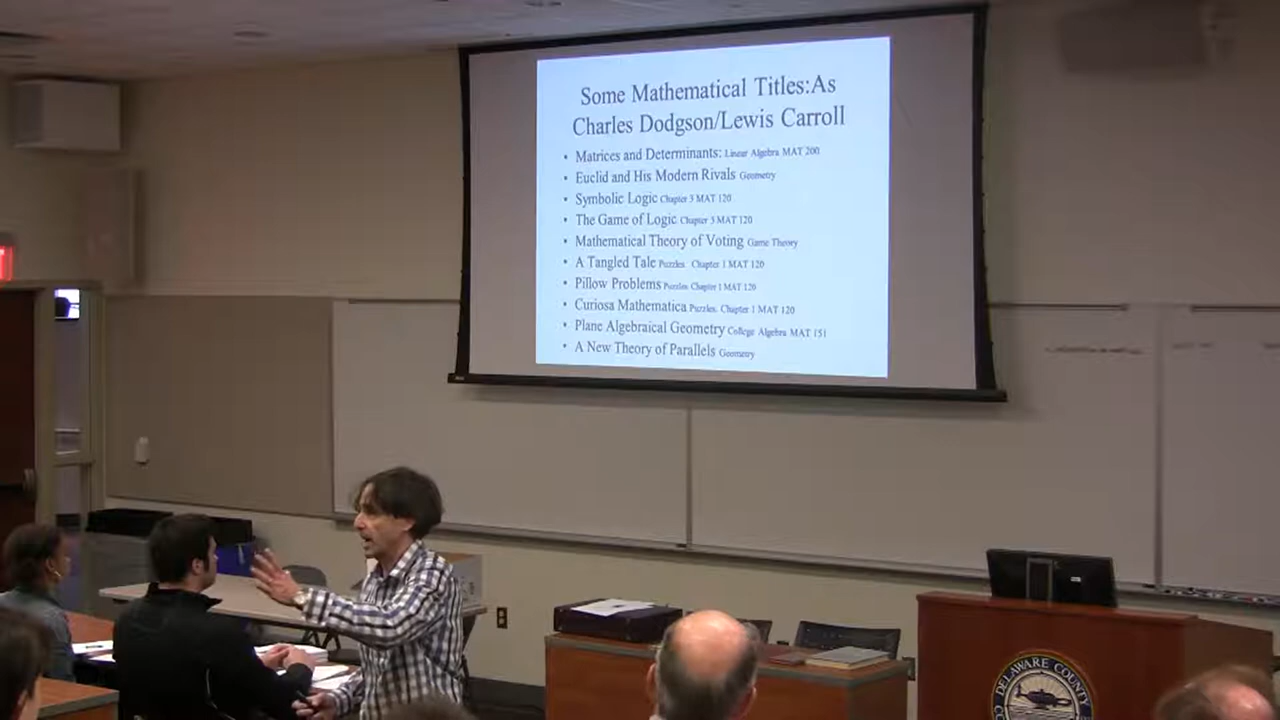 Some Mathematical Titles:As
Charles Dodgson/Lewis Carroll
• Matrices and Determinants: Linear Algebra MAT 200
• Euclid and His Modern Rivals Geometry
• Symbolic Logic Chapter 3 MAT 120
• The Game of Logic Chapter 3 MAT 120
• Mathematical Theory of Voting Game Theory
• A Tangled Tale Puzzles Chapter 1 MAT 120
• Pillow Problems Puzzles Chapter 1 MAT 120
• Curiosa Mathematica Puzzles. Chapter 1 MAT 120
• Plane Algebraical Geometry College Algebra MAT 151
• A New Theory of Parallels Geometry
DELAWARE COUNTY